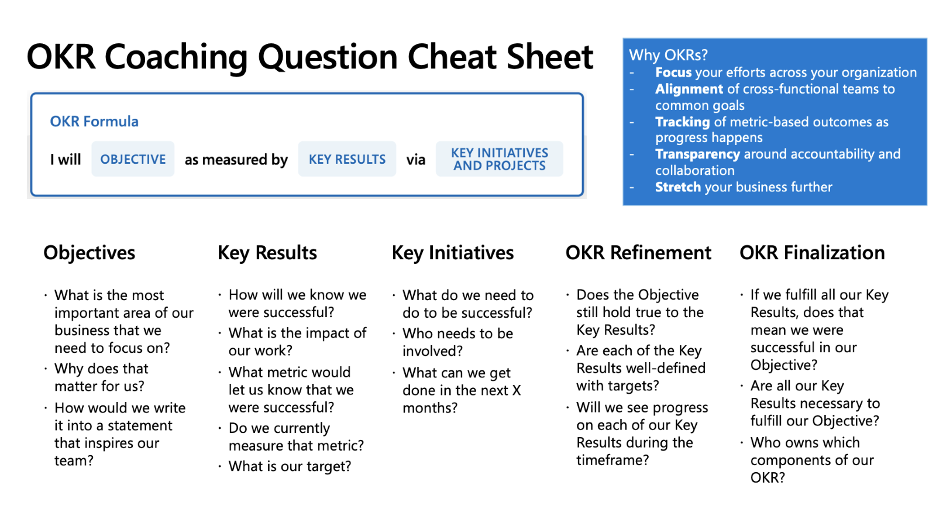 OKR Coaching Question Cheat Sheet
OKR Formula
I will OBJECTIVE as measured by KEY RESULTS via KEY INITIATIVES
AND PROJECTS
Why OKRs?
- Focus your efforts across your organization
- Alignment of cross-functional teams to
common goals
- Tracking of metric-based outcomes as
progress happens
- Transparency around accountability and
collaboration
- Stretch your business further
Objectives
· What is the most
important area of our
business that we
need to focus on?
· Why does that
matter for us?
· How would we write
it into a statement
that inspires our
team?
Key Results
· How will we know we
were successful?
· What is the impact of
our work?
· What metric would
let us know that we
were successful?
· Do we currently
measure that metric?
· What is our target?
Key Initiatives
· What do we need to
do to be successful?
· Who needs to be
involved?
· What can we get
done in the next X
months?
OKR Refinement
· Does the Objective
still hold true to the
Key Results?
· Are each of the Key
Results well-defined
with targets?
· Will we see progress
on each of our Key
Results during the
timeframe?
OKR Finalization
· If we fulfill all our Key
Results, does that
mean we were
successful in our
Objective?
· Are all our Key
Results necessary to
fulfill our Objective?
· Who owns which
components of our
OKR?